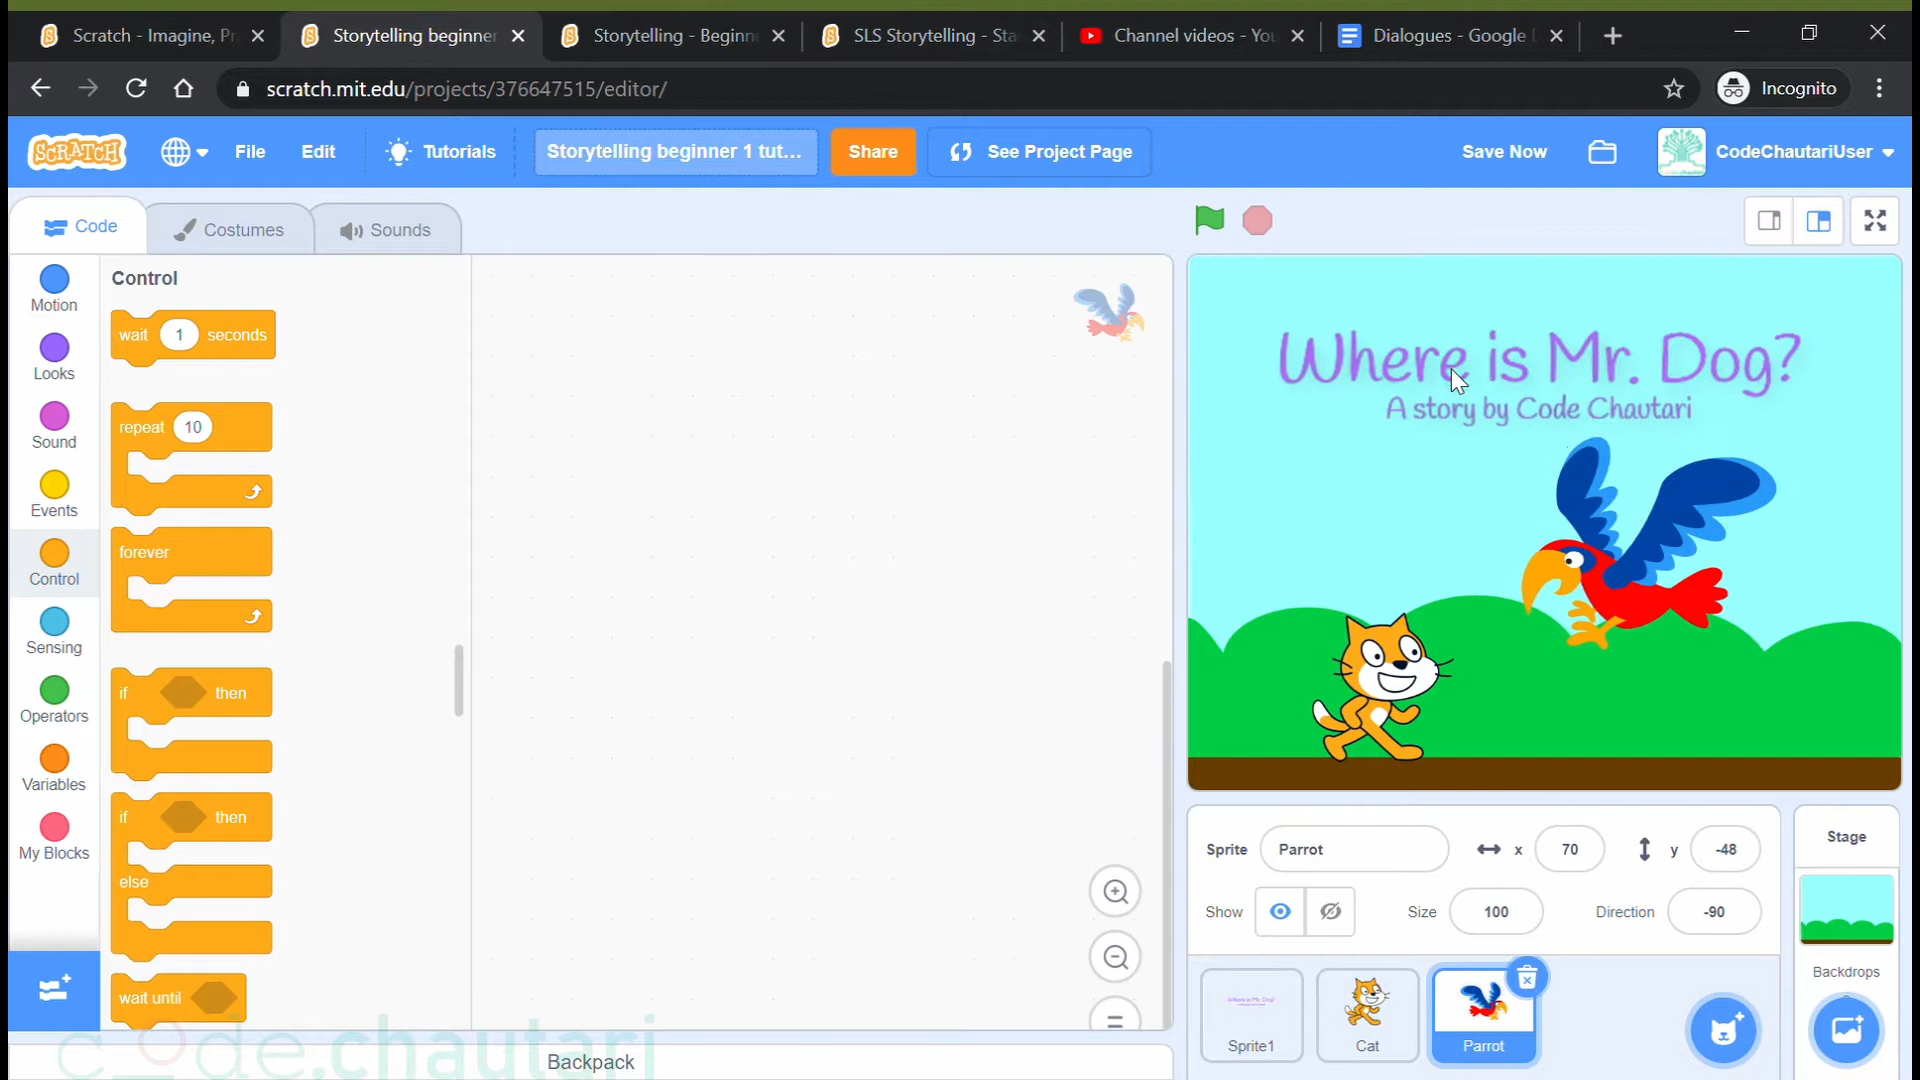 Scratch - Imagine, Pr
Storytelling beginner
Storytelling - Beginn
SLS Storytelling - Sta
Channel videos - You
Dialogues - Google
scratch.mit.edu/projects/376647515/editor/
Incognito
SCRATCH
File
Edit
Tutorials
Storytelling beginner 1 tut...
Share
See Project Page
Save Now
CodeChautariUser
Code
Costumes
Sounds
Motion
Looks
Sound
Events
Control
Sensing
Operators
Variables
My Blocks
Control
wait 1 seconds
repeat 10
forever
if then
if then
else
wait until
Where is Mr. Dog?
A story by Code Chautari
Sprite Parrot x 70 y -48
Show Size 100 Direction -90
Sprite1
Cat
Parrot
Stage
Backdrops
Backpack
code.chautari